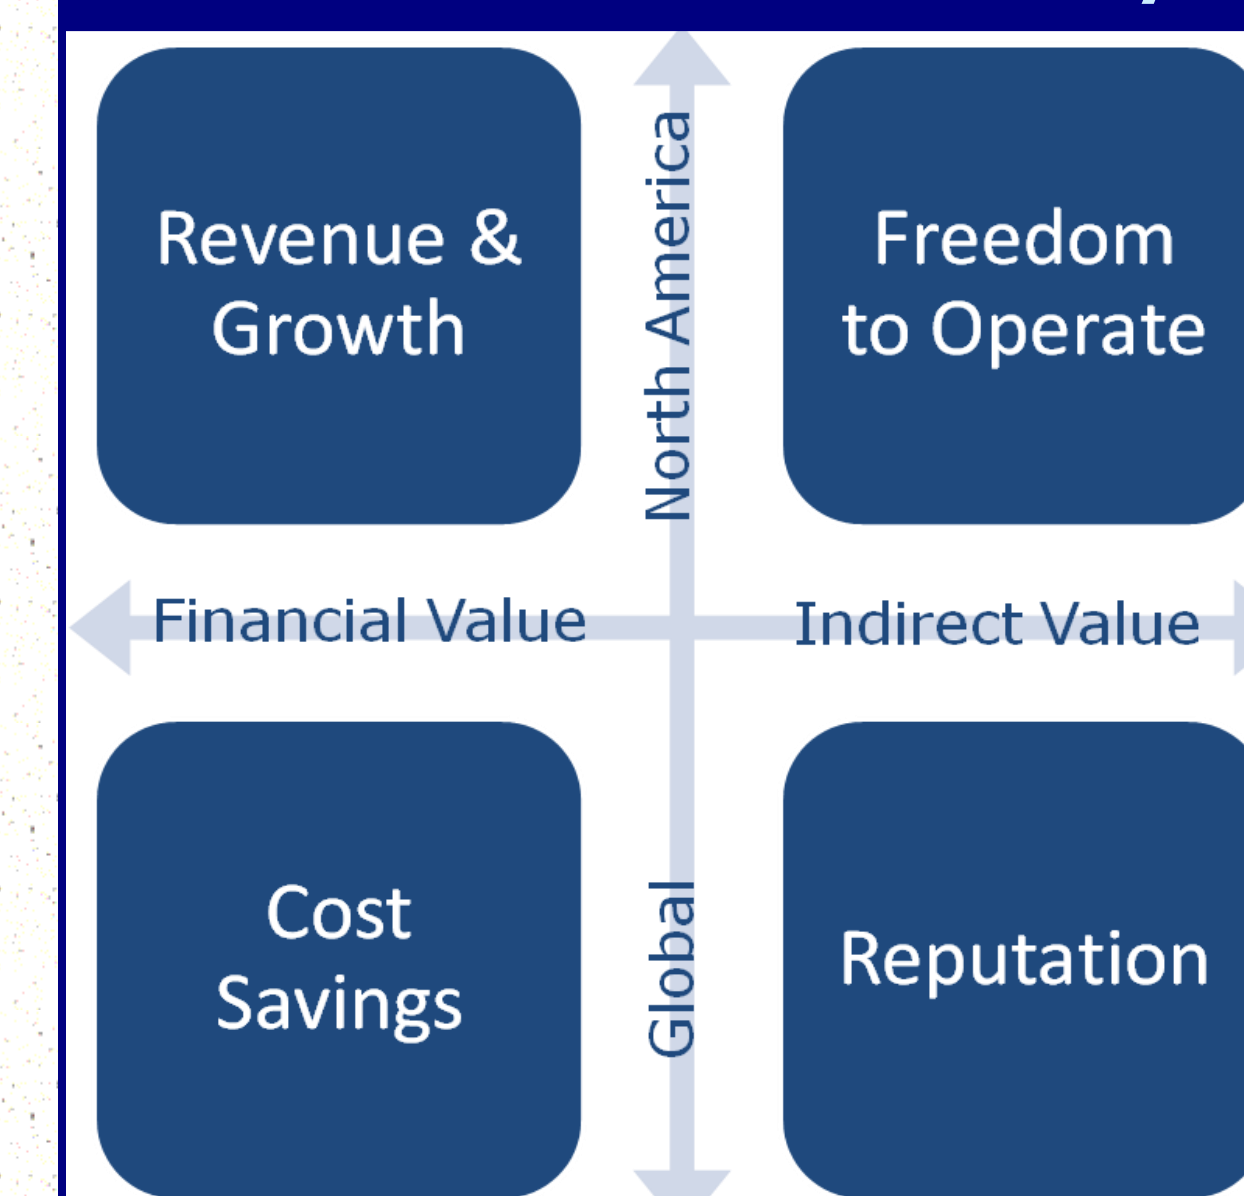 Revenue &
Growth
North America
Freedom
to Operate
Financial Value
Indirect Value
Cost
Savings
Global
Reputation